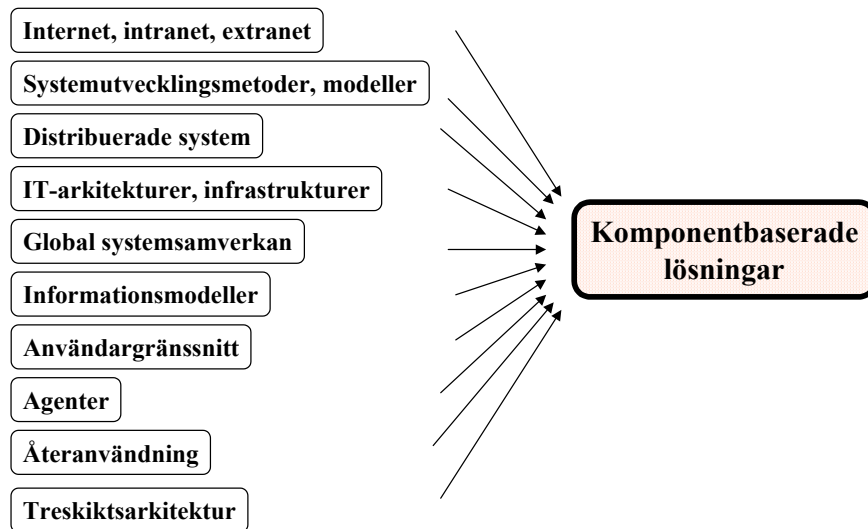 Internet, intranet, extranet
Systemutvecklingsmetoder, modeller
Distribuerade system
IT-arkitekturer, infrastrukturer
Global systemsamverkan
Informationsmodeller
Användargränssnitt
Agenter
Återanvändning
Treskiktsarkitektur
Komponentbaserade
lösningar